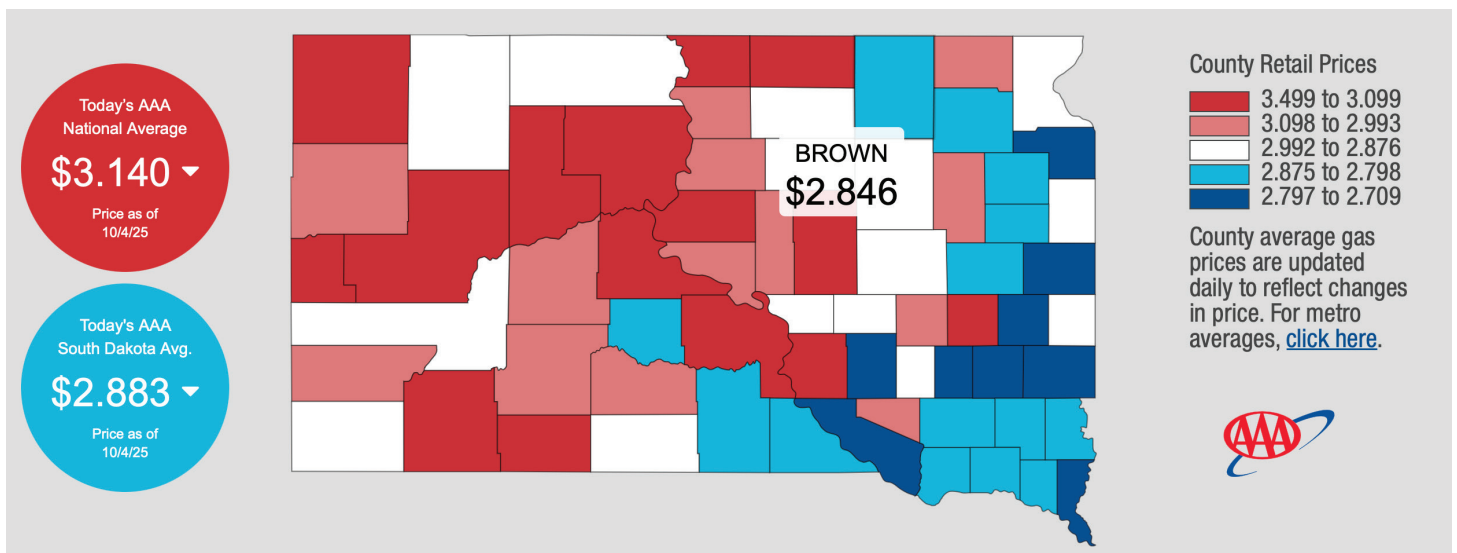 Today's AAA
National Average
$3.140
Price as of
10/4/25
Today's AAA
South Dakota Avg.
$2.883
Price as of
10/4/25
BROWN
$2.846
County Retail Prices
3.499 to 3.099
3.098 to 2.993
2.992 to 2.876
2.875 to 2.798
2.797 to 2.709
County average gas
prices are updated
daily to reflect changes
in price. For metro
averages, click here.
AAA